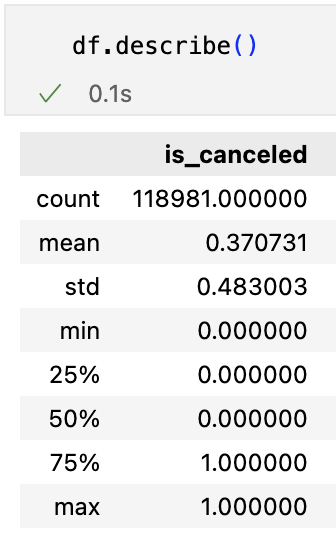 df.describe()
✓ 0.1s
is_canceled
count 118981.000000
mean 0.370731
std 0.483003
min 0.000000
25% 0.000000
50% 0.000000
75% 1.000000
max 1.000000